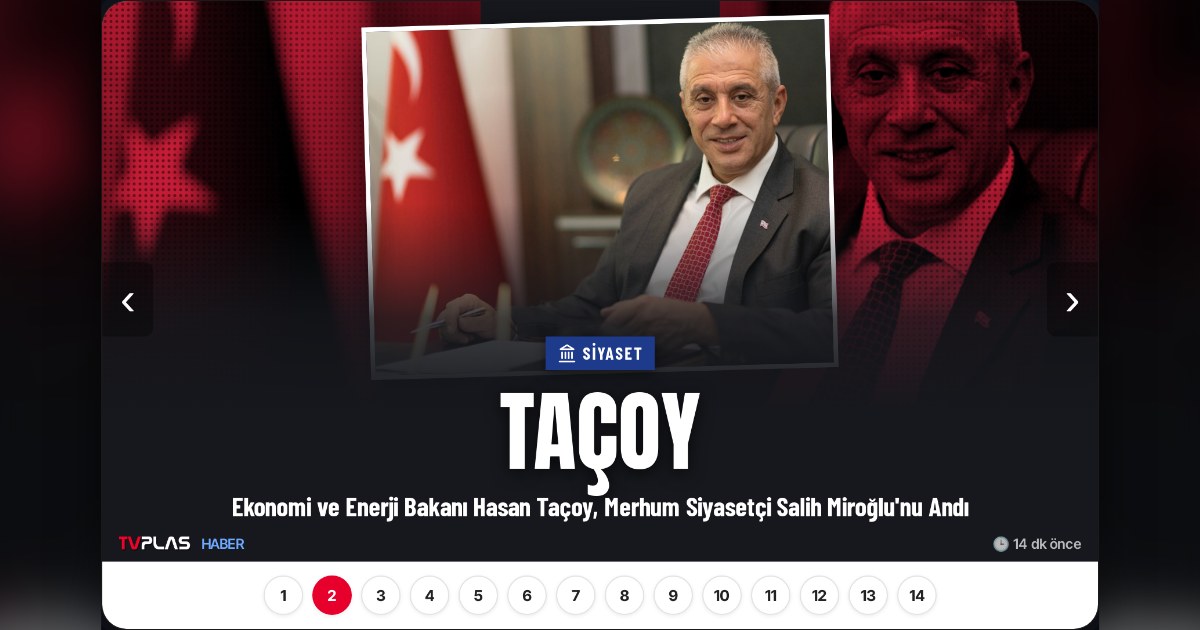 SİYASET
TAÇOY
Ekonomi ve Enerji Bakanı Hasan Taçoy, Merhum Siyasetçi Salih Miroğlu'nu Andı
TVPLAS HABER
14 dk önce
1 2 3 4 5 6 7 8 9 10 11 12 13 14